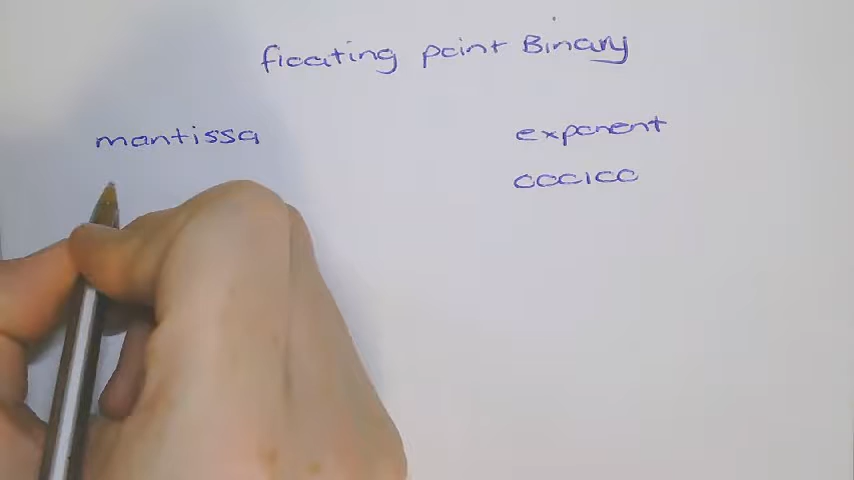 floating point Binary
mantissa
exponent
000100